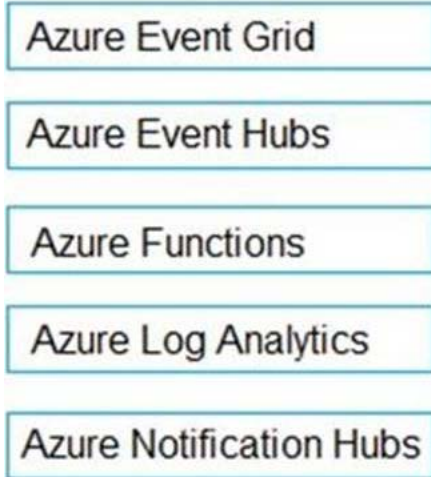 Azure Event Grid
Azure Event Hubs
Azure Functions
Azure Log Analytics
Azure Notification Hubs